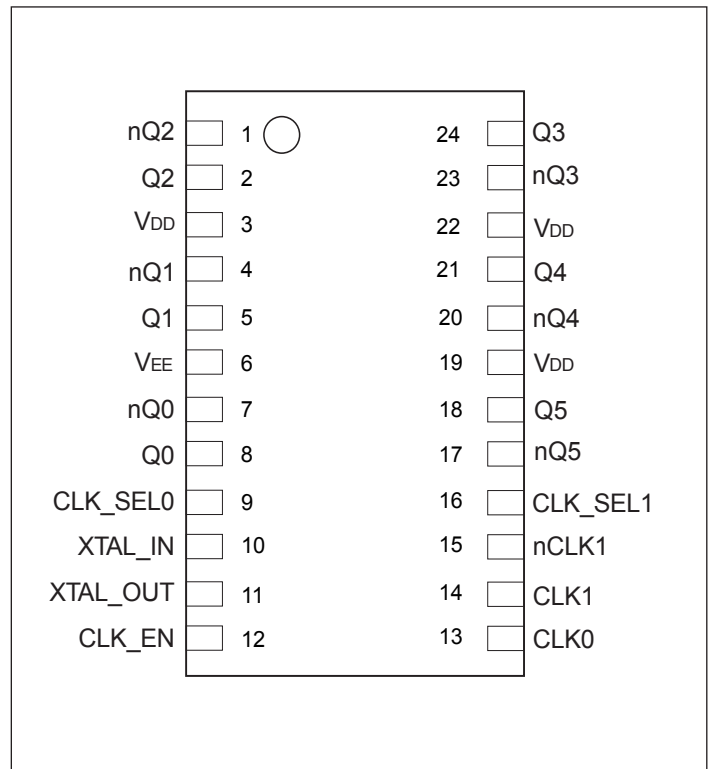 nQ2 1 24 Q3
Q2 2 23 nQ3
VDD 3 22 VDD
nQ1 4 21 Q4
Q1 5 20 nQ4
VEE 6 19 VDD
nQ0 7 18 Q5
Q0 8 17 nQ5
CLK_SEL0 9 16 CLK_SEL1
XTAL_IN 10 15 nCLK1
XTAL_OUT 11 14 CLK1
CLK_EN 12 13 CLK0